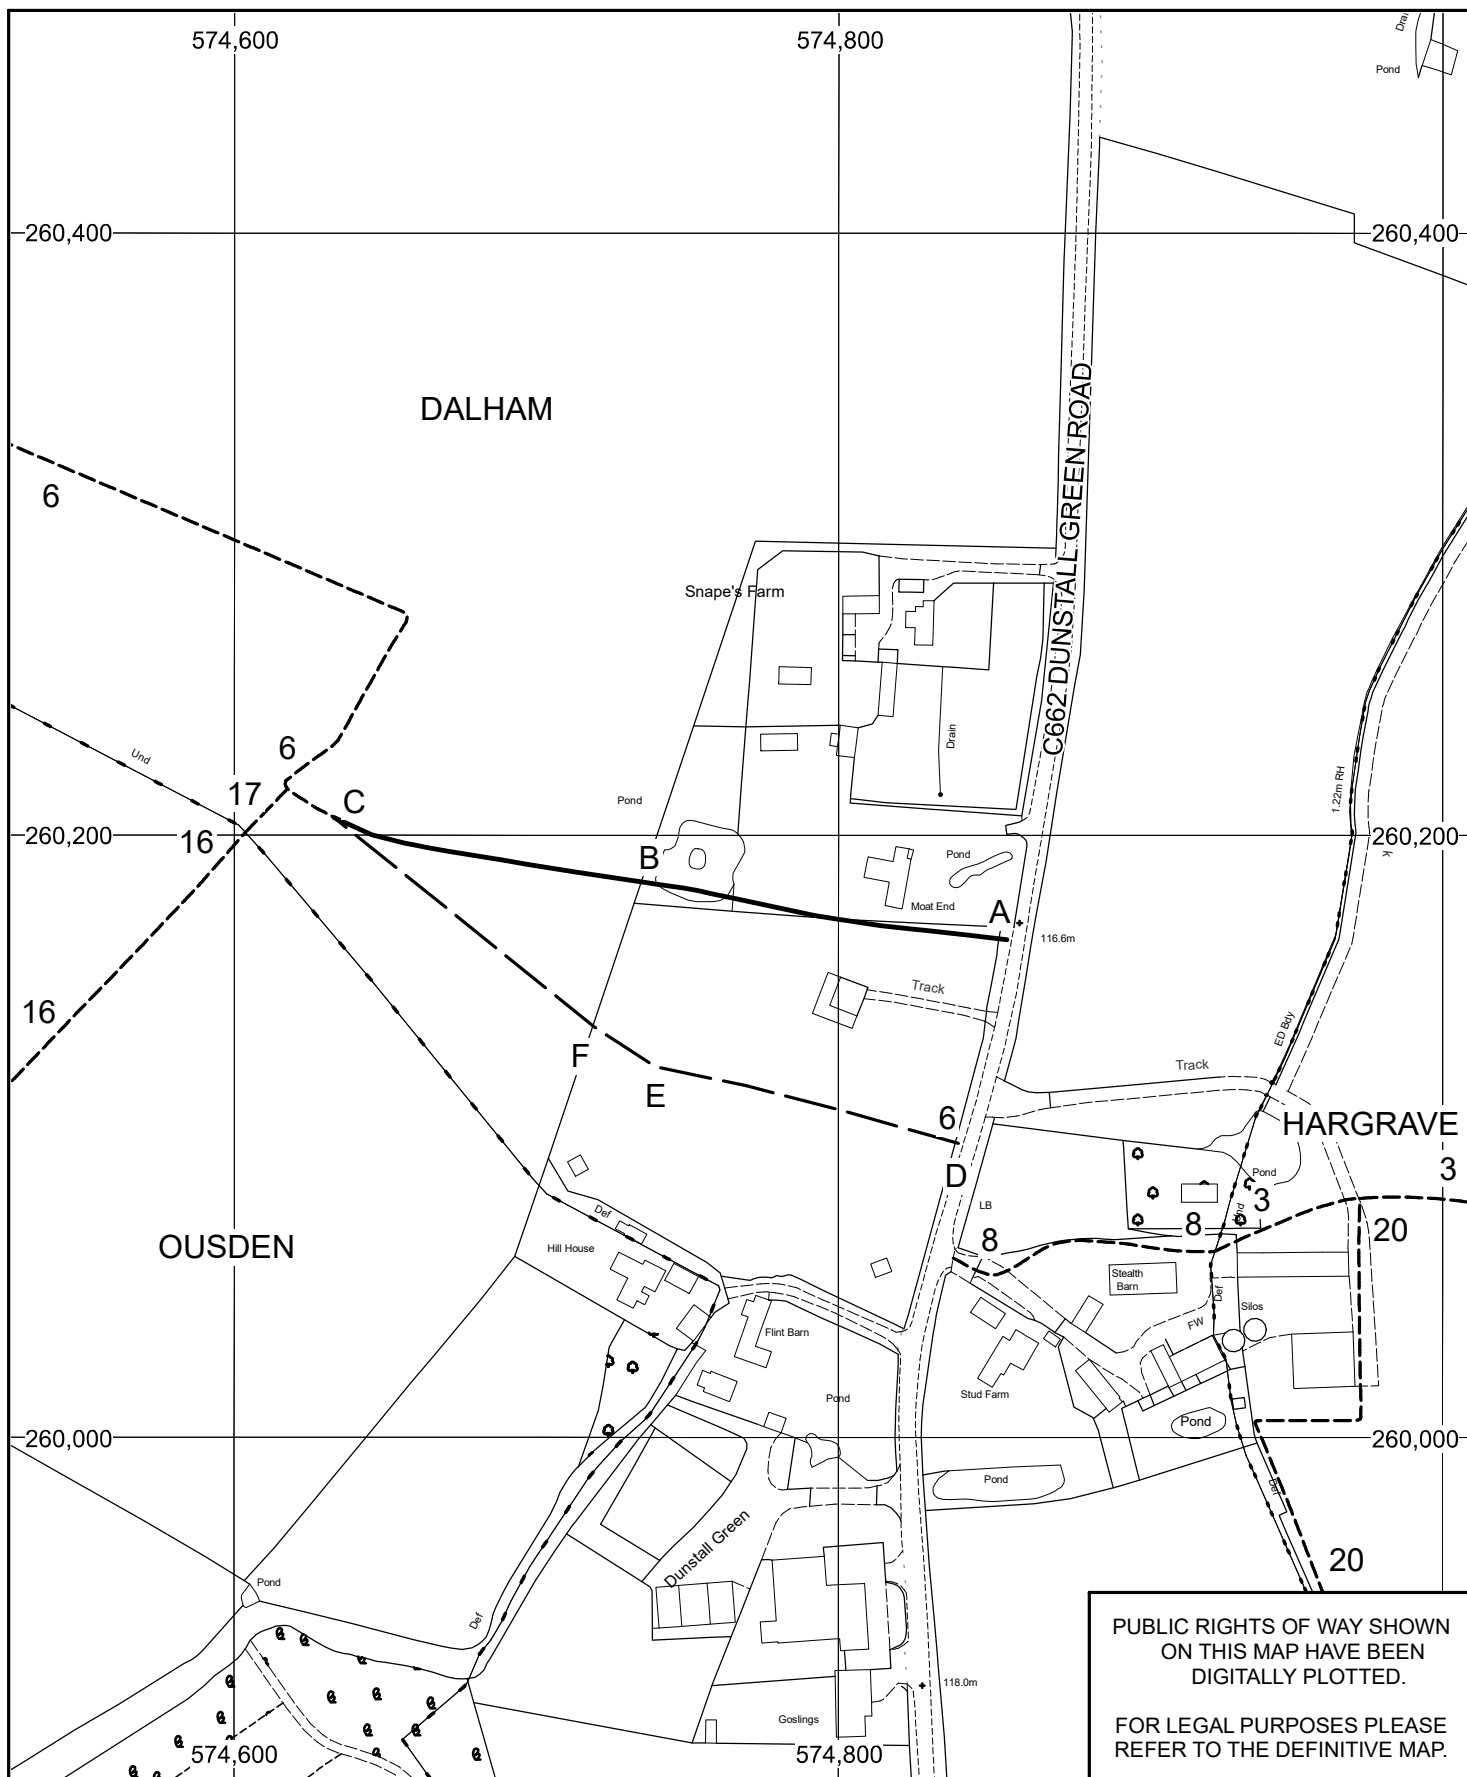 574,600
574,800
Drai
Pond
260,400
260,400
DALHAM
C662 DUNSTALL GREEN ROAD
6
Snape's Farm
Drain
6
Und
17
C
Pond
1.22m RH
260,200
16
260,200
B
Pond
k
Moat End
A
116.6m
Track
16
ED Bdy
F
E
Track
6
HARGRAVE
D
Pond
3
3
LB
Def
Und
8
8
20
OUSDEN
Hill House
Stealth
Barn
Def
Silos
FW
Flint Barn
Stud Farm
Pond
Pond
260,000
260,000
Pond
Def
Dunstall Green
20
Pond
Def
118.0m
Goslings
574,600
574,800
PUBLIC RIGHTS OF WAY SHOWN
ON THIS MAP HAVE BEEN
DIGITALLY PLOTTED.
FOR LEGAL PURPOSES PLEASE
REFER TO THE DEFINITIVE MAP.